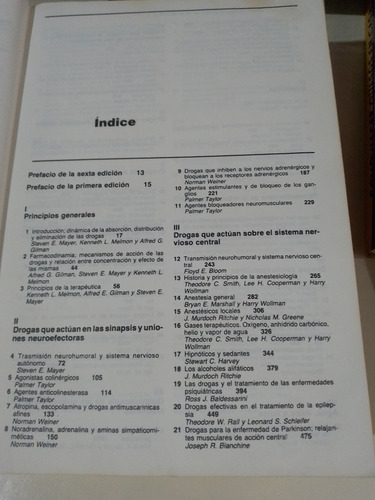 Índice
Prefacio de la sexta edición 13
Prefacio de la primera edición 15
I
Principios generales
1 Introducción; dinámica de la absorción, distribución
y eliminación de las drogas 17
Steven E. Mayer, Kenneth L. Melmon y Alfred G.
Gilman
2 Farmacodinamia; mecanismos de acción de las
drogas y relación entre concentración y efecto de
las mismas 44
Alfred G. Gilman, Steven E. Mayer y Kenneth L.
Melmon
3 Principios de la terapéutica 56
Kenneth L. Melmon, Alfred E. Gilman y Steven E.
Mayer
II
Drogas que actúan en las sinapsis y unio-
nes neuroefectoras
4 Trasmisión neurohumoral y sistema nervioso
autónomo 72
Steven E. Mayer
5 Agonistas colinérgicos 105
Palmer Taylor
6 Agentes anticolinesterasa 114
Palmer Taylor
7 Atropina, escopolamina y drogas antimuscarínicas
afines 133
Norman Weiner
8 Noradrenalina, adrenalina y aminas simpaticomi-
méticas 150
Norman Weiner
9 Drogas que inhiben a los nervios adrenérgicos y
bloquean a los receptores adrenérgicos 187
Norman Weiner
10 Agentes estimulantes y de bloqueo de los gan-
glios 221
Palmer Taylor
11 Agentes bloqueadores neuromusculares 229
Palmer Taylor
III
Drogas que actúan sobre el sistema ner-
vioso central
12 Transmisión neurohumoral y sistema nervioso cen-
tral 243
Floyd E. Bloom
13 Historia y principios de la anestesiología 265
Theodore C. Smith, Lee H. Cooperman y Harry
Wollman
14 Anestesia general 282
Bryan E. Marshall y Harry Wollman
15 Anestésicos locales 306
J. Murdoch Ritchie y Nicholas M. Greene
16 Gases terapéuticos. Oxígeno, anhídrido carbónico,
helio y vapor de agua 326
Theodore C. Smith, Lee H. Cooperman y Harry
Wollman
17 Hipnóticos y sedantes 344
Stewart C. Harvey
18 Los alcoholes alifáticos 379
J. Murdoch Ritchie
19 Las drogas y el tratamiento de las enfermedades
psiquiátricas 394
Ross J. Baldessarini
20 Drogas efectivas en el tratamiento de la epilep-
sia 449
Theodore W. Rall y Leonard S. Schleifer
21 Drogas para la enfermedad de Parkinson; relajan-
tes musculares de acción central 475
Joseph R. Bianchine